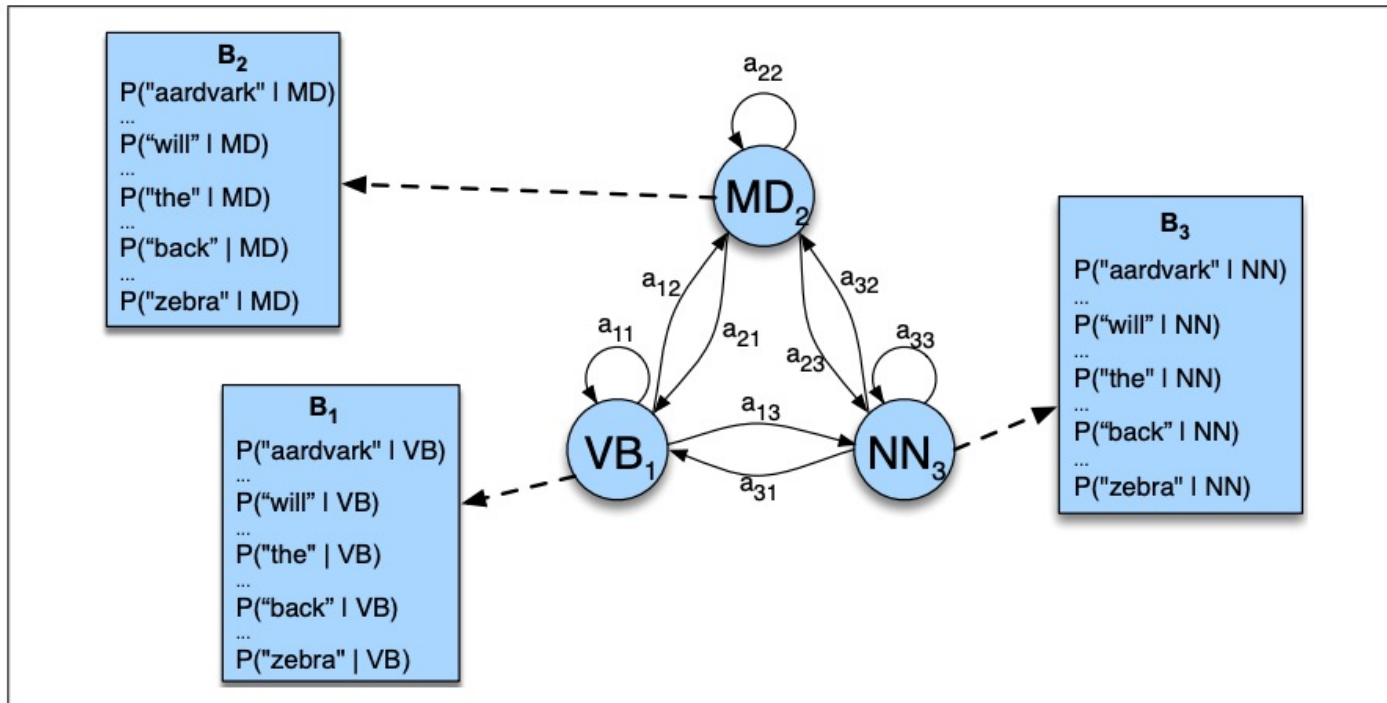 B₂
P("aardvark" | MD)
...
P(“will” | MD)
...
P("the" | MD)
...
P(“back” | MD)
...
P("zebra" | MD)
a₂₂
MD₂
B₃
P("aardvark" | NN)
...
P(“will” | NN)
...
P("the" | NN)
...
P(“back” | NN)
...
P("zebra" | NN)
a₁₂
a₂₁
a₃₂
a₂₃
a₁₁
a₃₃
B₁
P("aardvark" | VB)
...
P(“will” | VB)
...
P("the" | VB)
...
P(“back” | VB)
...
P("zebra" | VB)
VB₁
a₁₃
a₃₁
NN₃